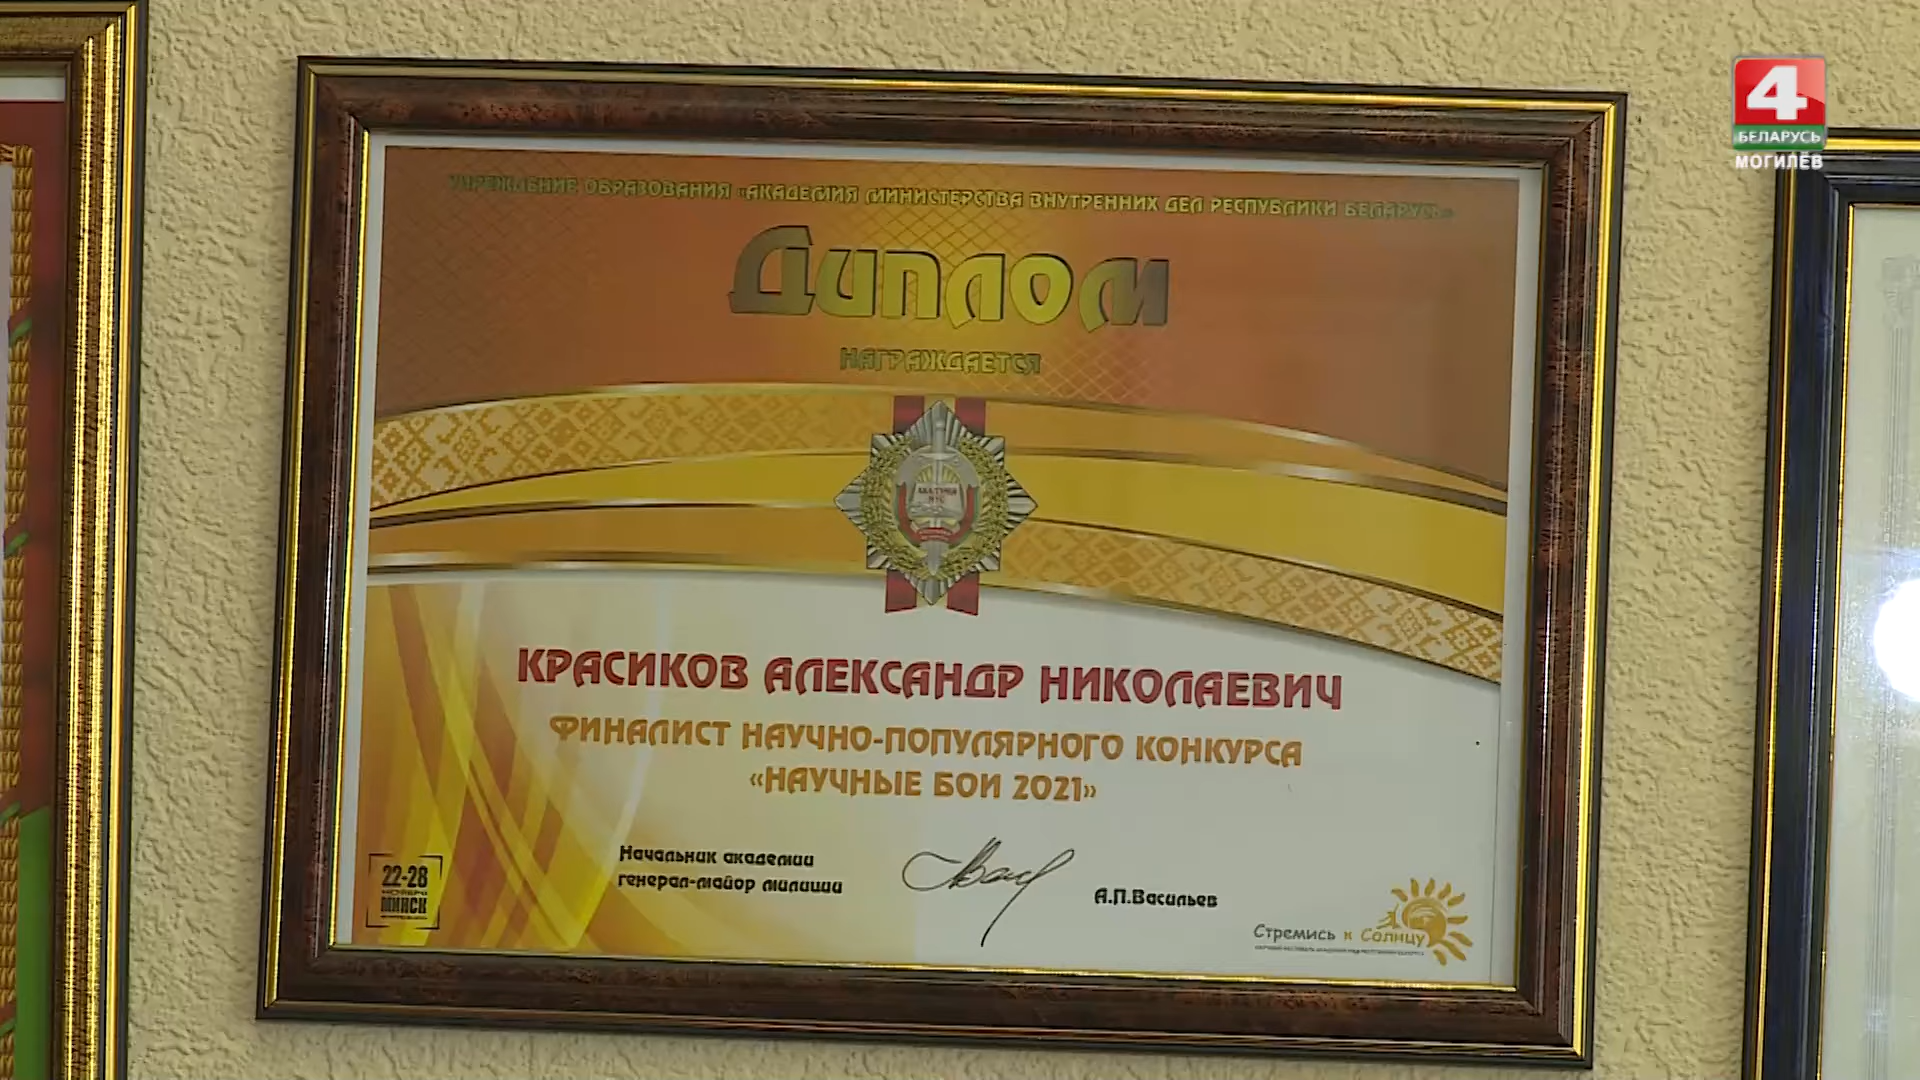 УЧРЕЖДЕНИЕ ОБРАЗОВАНИЯ «АКАДЕМИЯ МИНИСТЕРСТВА ВНУТРЕННИХ ДЕЛ РЕСПУБЛИКИ БЕЛАРУСЬ»
4
БЕЛАРУСЬ
МОГИЛЁВ
ДИПЛОМ
НАГРАЖДАЕТСЯ
КРАСИКОВ АЛЕКСАНДР НИКОЛАЕВИЧ
ФИНАЛИСТ НАУЧНО-ПОПУЛЯРНОГО КОНКУРСА
«НАУЧНЫЕ БОИ 2021»
Начальник академии
генерал-майор милиции
А.П.Васильев
22-28
НОЯБРЯ
МИНСК
Стремись к Солнцу